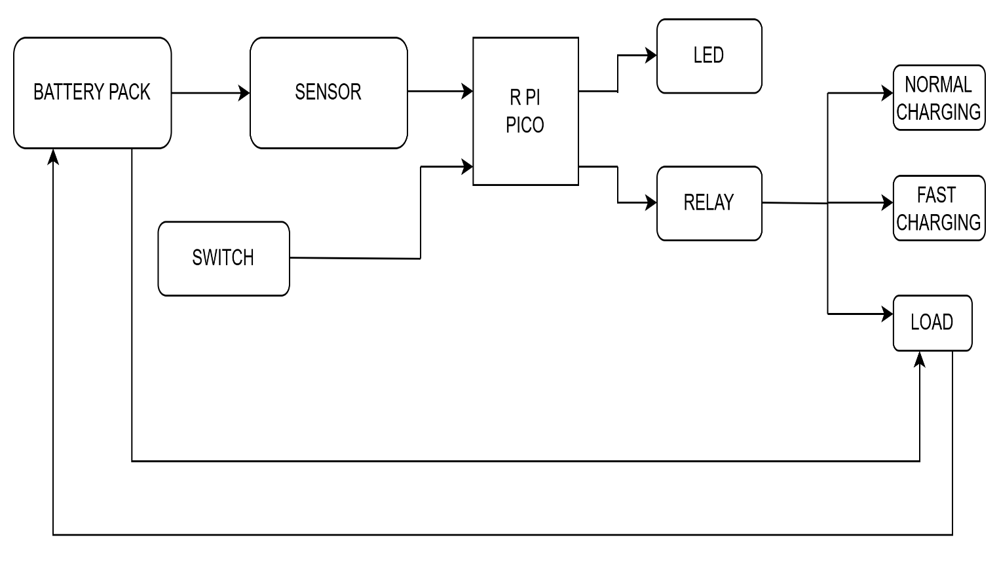 BATTERY PACK
SENSOR
R PI
PICO
LED
NORMAL
CHARGING
SWITCH
RELAY
FAST
CHARGING
LOAD